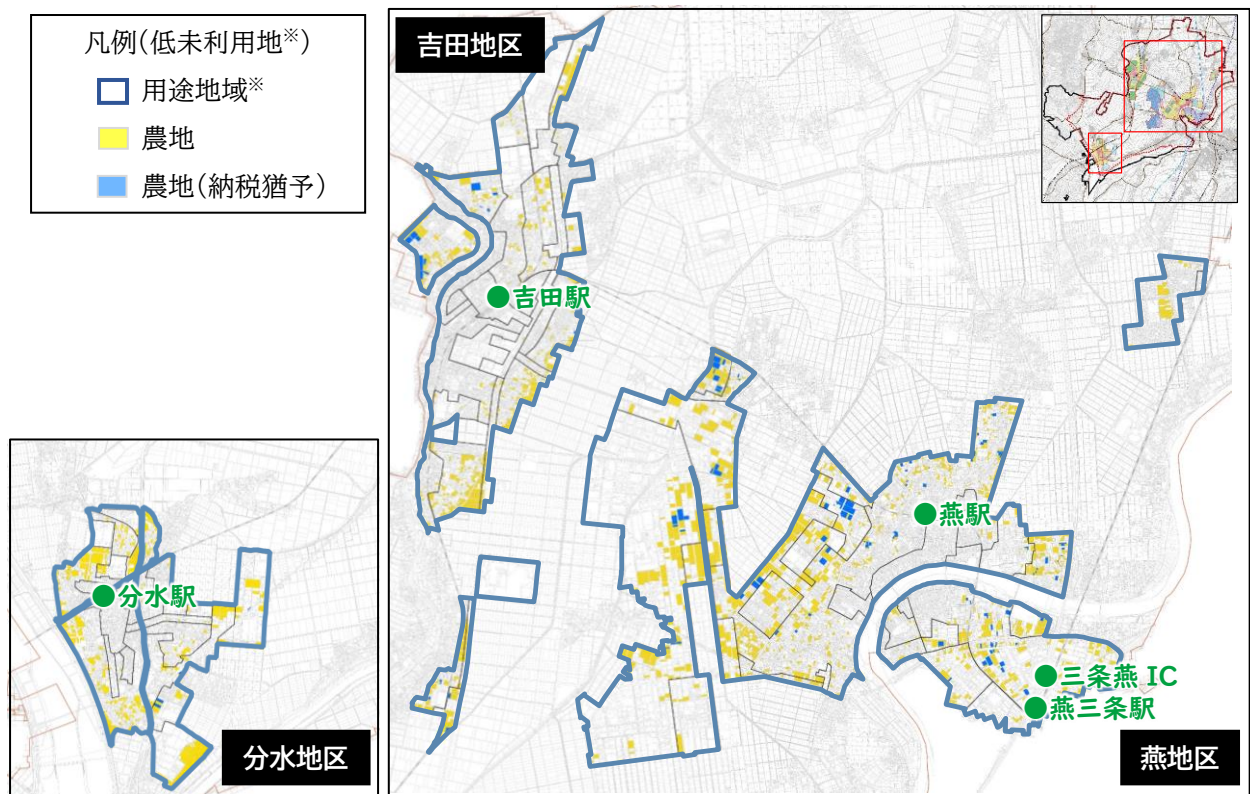 凡例(低未利用地※)
用途地域※
農地
農地(納税猶予)
吉田地区
吉田駅
燕駅
三条燕 IC
燕三条駅
燕地区
分水駅
分水地区